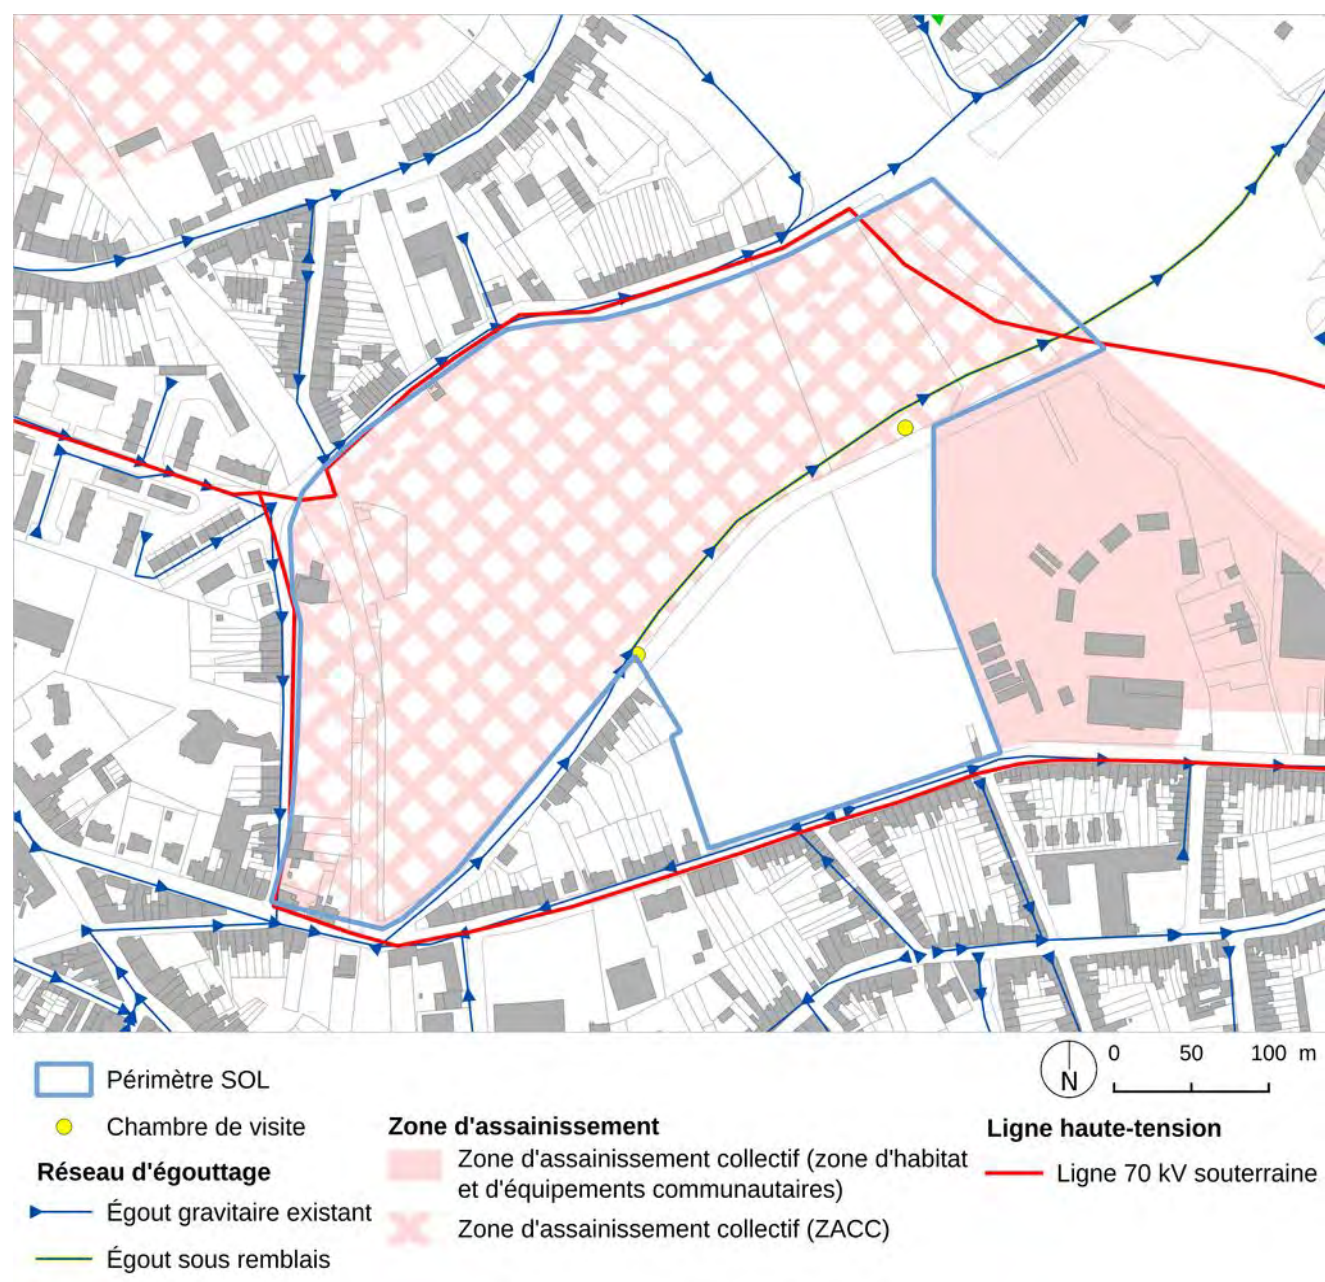 Périmètre SOL
Chambre de visite
Réseau d'égouttage
Égout gravitaire existant
Égout sous remblais
Zone d'assainissement
Zone d'assainissement collectif (zone d'habitat
et d'équipements communautaires)
Zone d'assainissement collectif (ZACC)
N
0 50 100 m
Ligne haute-tension
Ligne 70 kV souterraine